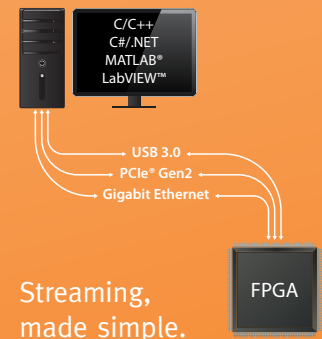 C/C++
C#/.NET
MATLAB®
LabVIEW™
USB 3.0
PCIe® Gen2
Gigabit Ethernet
FPGA
Streaming,
made simple.